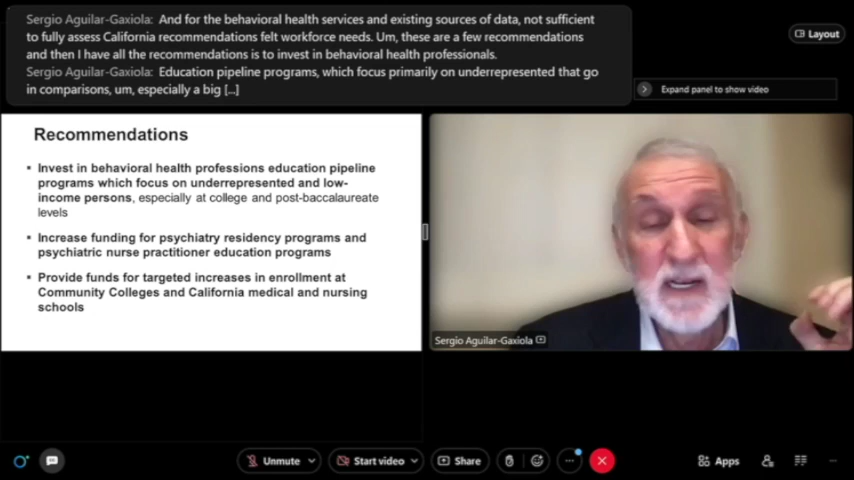 Sergio Aguilar-Gaxiola: And for the behavioral health services and existing sources of data, not sufficient
to fully assess California recommendations felt workforce needs. Um, these are a few recommendations
and then I have all the recommendations is to invest in behavioral health professionals.
Sergio Aguilar-Gaxiola: Education pipeline programs, which focus primarily on underrepresented that go
in comparisons, um, especially a big [...]
Layout
Expand panel to show video
Recommendations
▪ Invest in behavioral health professions education pipeline
programs which focus on underrepresented and low-
income persons, especially at college and post-baccalaureate
levels
▪ Increase funding for psychiatry residency programs and
psychiatric nurse practitioner education programs
▪ Provide funds for targeted increases in enrollment at
Community Colleges and California medical and nursing
schools
Sergio Aguilar-Gaxiola
Unmute
Start video
Share
Apps